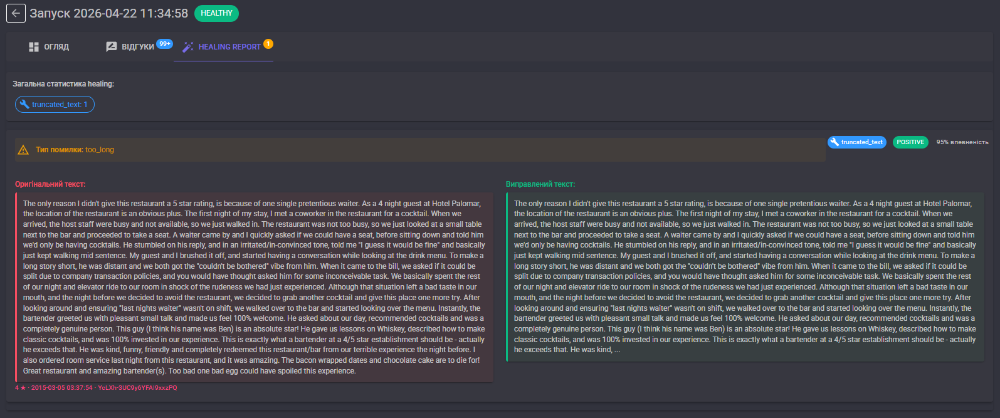 Запуск 2026-04-22 11:34:58 HEALTHY
ОГЛЯД ВІДГУКИ 99+ HEALING REPORT 1
Загальна статистика healing:
truncated_text: 1
Тип помилки: too_long truncated_text POSITIVE 95% впевненість
Оригінальний текст:
The only reason I didn't give this restaurant a 5 star rating, is because of one single pretentious waiter. As a 4 night guest at Hotel Palomar,
the location of the restaurant is an obvious plus. The first night of my stay, I met a coworker in the restaurant for a cocktail. When we
arrived, the host staff were busy and not available, so we just walked in. The restaurant was not too busy, so we just looked at a small table
next to the bar and proceeded to take a seat. A waiter came by and I quickly asked if we could have a seat, before sitting down and told him
we'd only be having cocktails. He stumbled on his reply, and in an irritated/in-convinced tone, told me "I guess it would be fine" and basically
just kept walking mid sentence. My guest and I brushed it off, and started having a conversation while looking at the drink menu. To make a
long story short, he was distant and we both got the "couldn't be bothered" vibe from him. When it came to the bill, we asked if it could be
split due to company transaction policies, and you would have thought asked him for some inconceivable task. We basically spent the rest
of our night and elevator ride to our room in shock of the rudeness we had just experienced. Although that situation left a bad taste in our
mouth, and the night before we decided to avoid the restaurant, we decided to grab another cocktail and give this place one more try. After
looking around and ensuring "last nights waiter" wasn't on shift, we walked over to the bar and started looking over the menu. Instantly, the
bartender greeted us with pleasant small talk and made us feel 100% welcome. He asked about our day, recommended cocktails and was a
completely genuine person. This guy (I think his name was Ben) is an absolute star! He gave us lessons on Whiskey, described how to make
classic cocktails, and was 100% invested in our experience. This is exactly what a bartender at a 4/5 star establishment should be - actually
he exceeds that. He was kind, funny, friendly and completely redeemed this restaurant/bar from our terrible experience the night before. I
also ordered room service last night from this restaurant, and it was amazing. The bacon wrapped dates and chocolate cake are to die for!
Great restaurant and amazing bartender(s). Too bad one bad egg could have spoiled this experience.
4 ★ · 2015-03-05 03:37:54 · YcLXh-3UC9y6YFAI9xxzPQ
Виправлений текст:
The only reason I didn't give this restaurant a 5 star rating, is because of one single pretentious waiter. As a 4 night guest at Hotel Palomar,
the location of the restaurant is an obvious plus. The first night of my stay, I met a coworker in the restaurant for a cocktail. When we
arrived, the host staff were busy and not available, so we just walked in. The restaurant was not too busy, so we just looked at a small table
next to the bar and proceeded to take a seat. A waiter came by and I quickly asked if we could have a seat, before sitting down and told him
we'd only be having cocktails. He stumbled on his reply, and in an irritated/in-convinced tone, told me "I guess it would be fine" and basically
just kept walking mid sentence. My guest and I brushed it off, and started having a conversation while looking at the drink menu. To make a
long story short, he was distant and we both got the "couldn't be bothered" vibe from him. When it came to the bill, we asked if it could be
split due to company transaction policies, and you would have thought asked him for some inconceivable task. We basically spent the rest
of our night and elevator ride to our room in shock of the rudeness we had just experienced. Although that situation left a bad taste in our
mouth, and the night before we decided to avoid the restaurant, we decided to grab another cocktail and give this place one more try. After
looking around and ensuring "last nights waiter" wasn't on shift, we walked over to the bar and started looking over the menu. Instantly, the
bartender greeted us with pleasant small talk and made us feel 100% welcome. He asked about our day, recommended cocktails and was a
completely genuine person. This guy (I think his name was Ben) is an absolute star! He gave us lessons on Whiskey, described how to make
classic cocktails, and was 100% invested in our experience. This is exactly what a bartender at a 4/5 star establishment should be - actually
he exceeds that. He was kind, ...